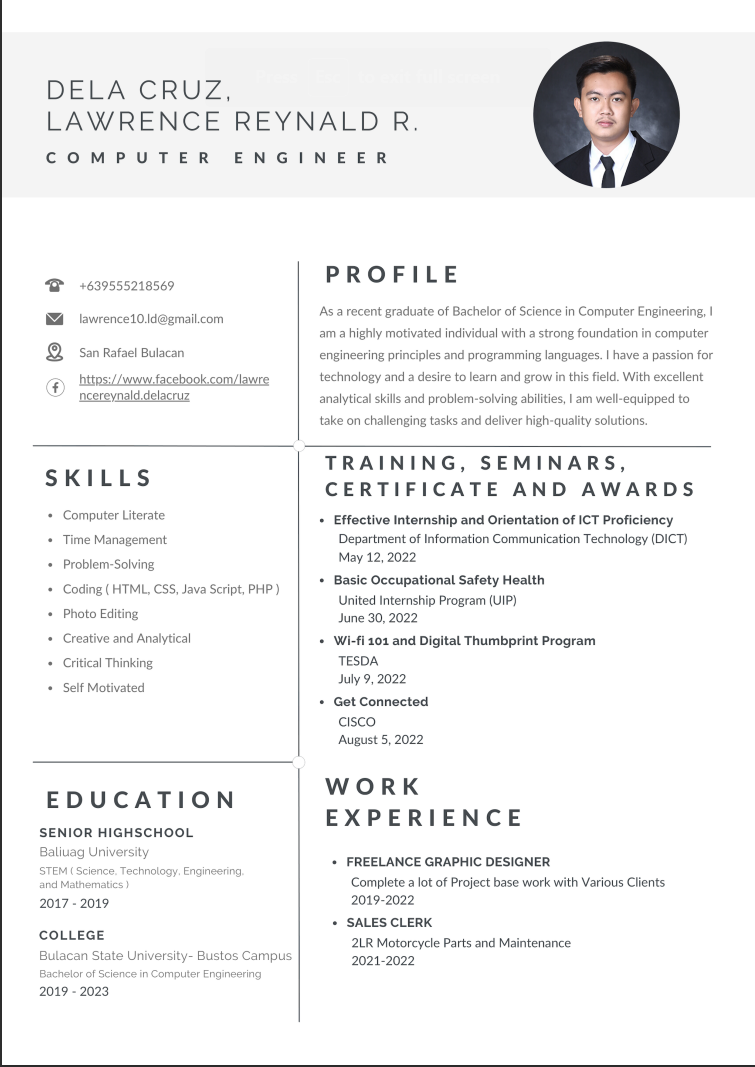 DELA CRUZ,
LAWRENCE REYNALD R.
COMPUTER ENGINEER
+639555218569
lawrence10.ld@gmail.com
San Rafael Bulacan
https://www.facebook.com/lawre
ncereynald.delacruz
PROFILE
As a recent graduate of Bachelor of Science in Computer Engineering, I
am a highly motivated individual with a strong foundation in computer
engineering principles and programming languages. I have a passion for
technology and a desire to learn and grow in this field. With excellent
analytical skills and problem-solving abilities, I am well-equipped to
take on challenging tasks and deliver high-quality solutions.
SKILLS
• Computer Literate
• Time Management
• Problem-Solving
• Coding ( HTML, CSS, Java Script, PHP )
• Photo Editing
• Creative and Analytical
• Critical Thinking
• Self Motivated
TRAINING, SEMINARS,
CERTIFICATE AND AWARDS
• Effective Internship and Orientation of ICT Proficiency
Department of Information Communication Technology (DICT)
May 12, 2022
• Basic Occupational Safety Health
United Internship Program (UIP)
June 30, 2022
• Wi-fi 101 and Digital Thumbprint Program
TESDA
July 9, 2022
• Get Connected
CISCO
August 5, 2022
EDUCATION
SENIOR HIGHSCHOOL
Baliuag University
STEM ( Science, Technology, Engineering,
and Mathematics )
2017 - 2019
COLLEGE
Bulacan State University- Bustos Campus
Bachelor of Science in Computer Engineering
2019 - 2023
WORK
EXPERIENCE
• FREELANCE GRAPHIC DESIGNER
Complete a lot of Project base work with Various Clients
2019-2022
• SALES CLERK
2LR Motorcycle Parts and Maintenance
2021-2022